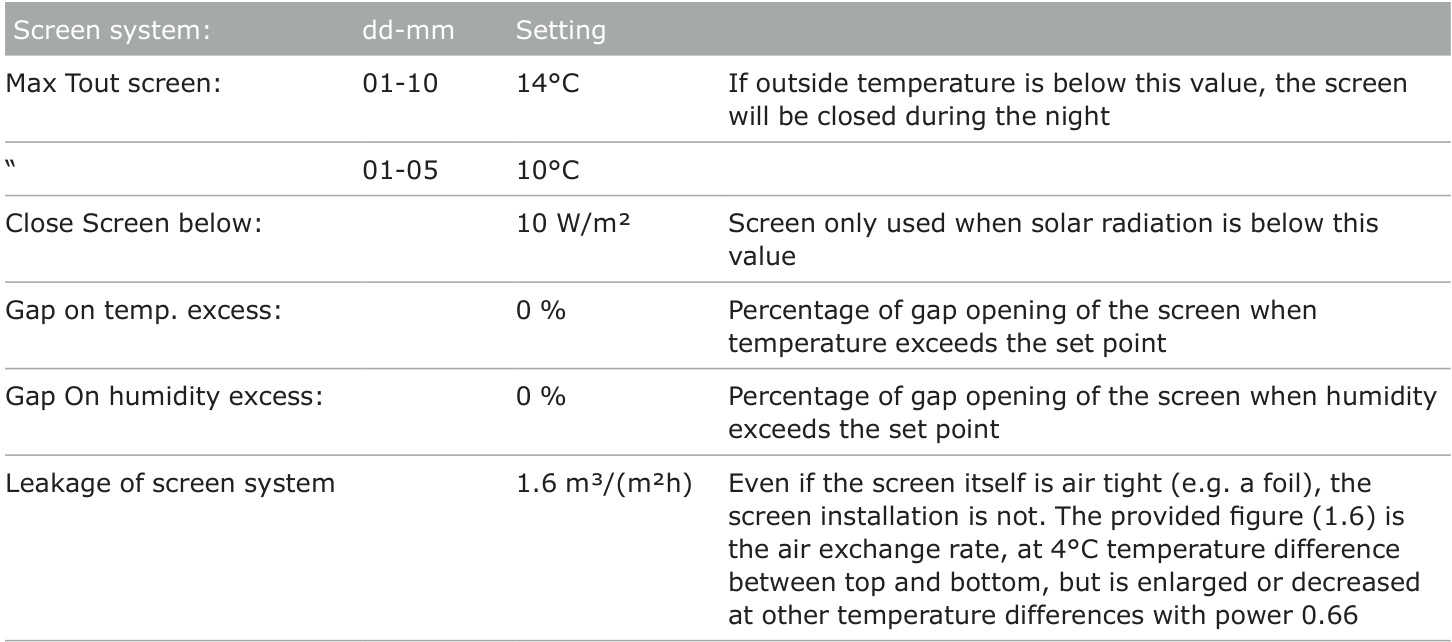 Screen system: dd-mm Setting
Max Tout screen: 01-10 14°C If outside temperature is below this value, the screen
will be closed during the night
“ 01-05 10°C
Close Screen below: 10 W/m² Screen only used when solar radiation is below this
value
Gap on temp. excess: 0 % Percentage of gap opening of the screen when
temperature exceeds the set point
Gap On humidity excess: 0 % Percentage of gap opening of the screen when humidity
exceeds the set point
Leakage of screen system 1.6 m³/(m²h) Even if the screen itself is air tight (e.g. a foil), the
screen installation is not. The provided figure (1.6) is
the air exchange rate, at 4°C temperature difference
between top and bottom, but is enlarged or decreased
at other temperature differences with power 0.66